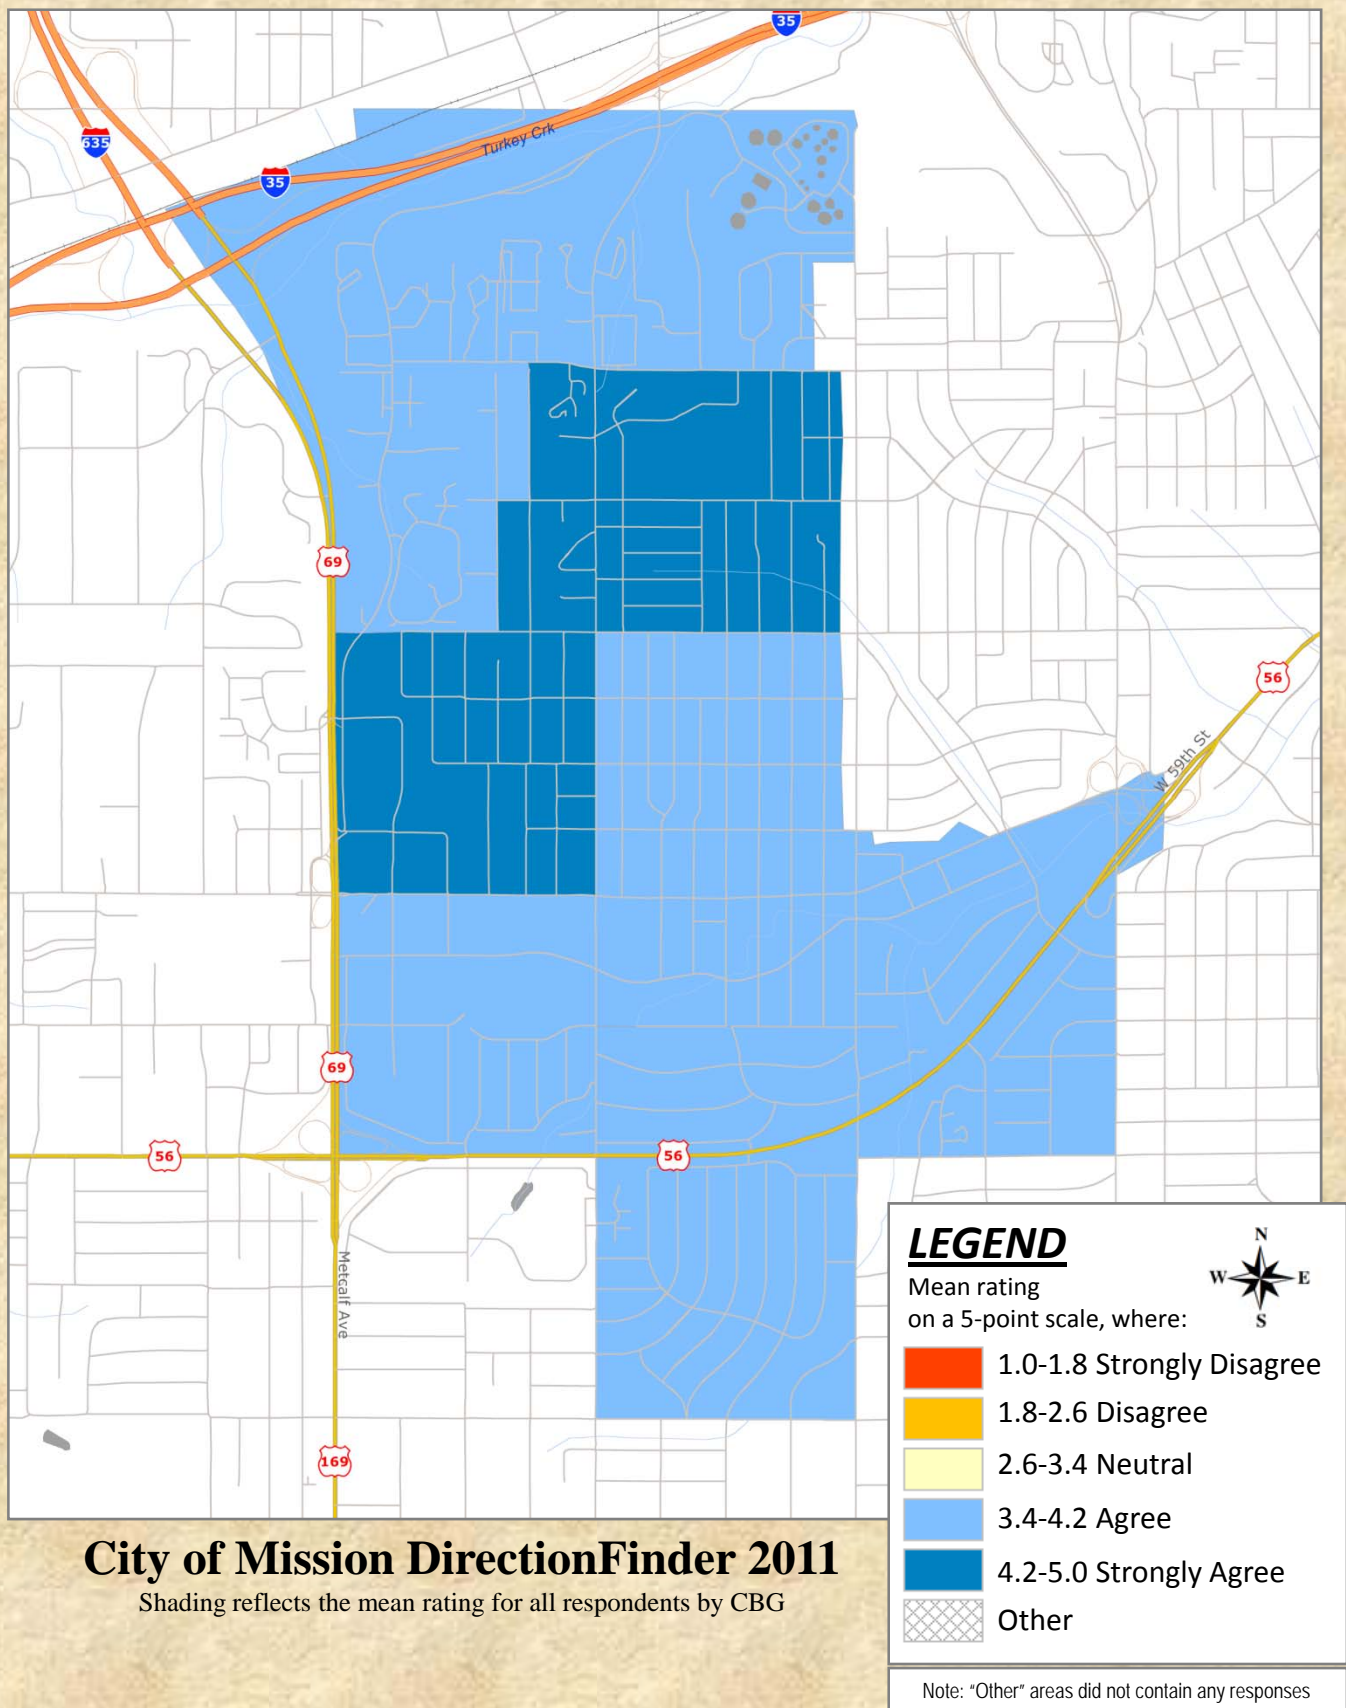 35
635
35
Turkey Crk
69
56
W 59th St
69
56
56
Metcalf Ave
169
LEGEND
N
W E
S
Mean rating
on a 5-point scale, where:
1.0-1.8 Strongly Disagree
1.8-2.6 Disagree
2.6-3.4 Neutral
3.4-4.2 Agree
4.2-5.0 Strongly Agree
Other
Note: “Other” areas did not contain any responses
City of Mission DirectionFinder 2011
Shading reflects the mean rating for all respondents by CBG